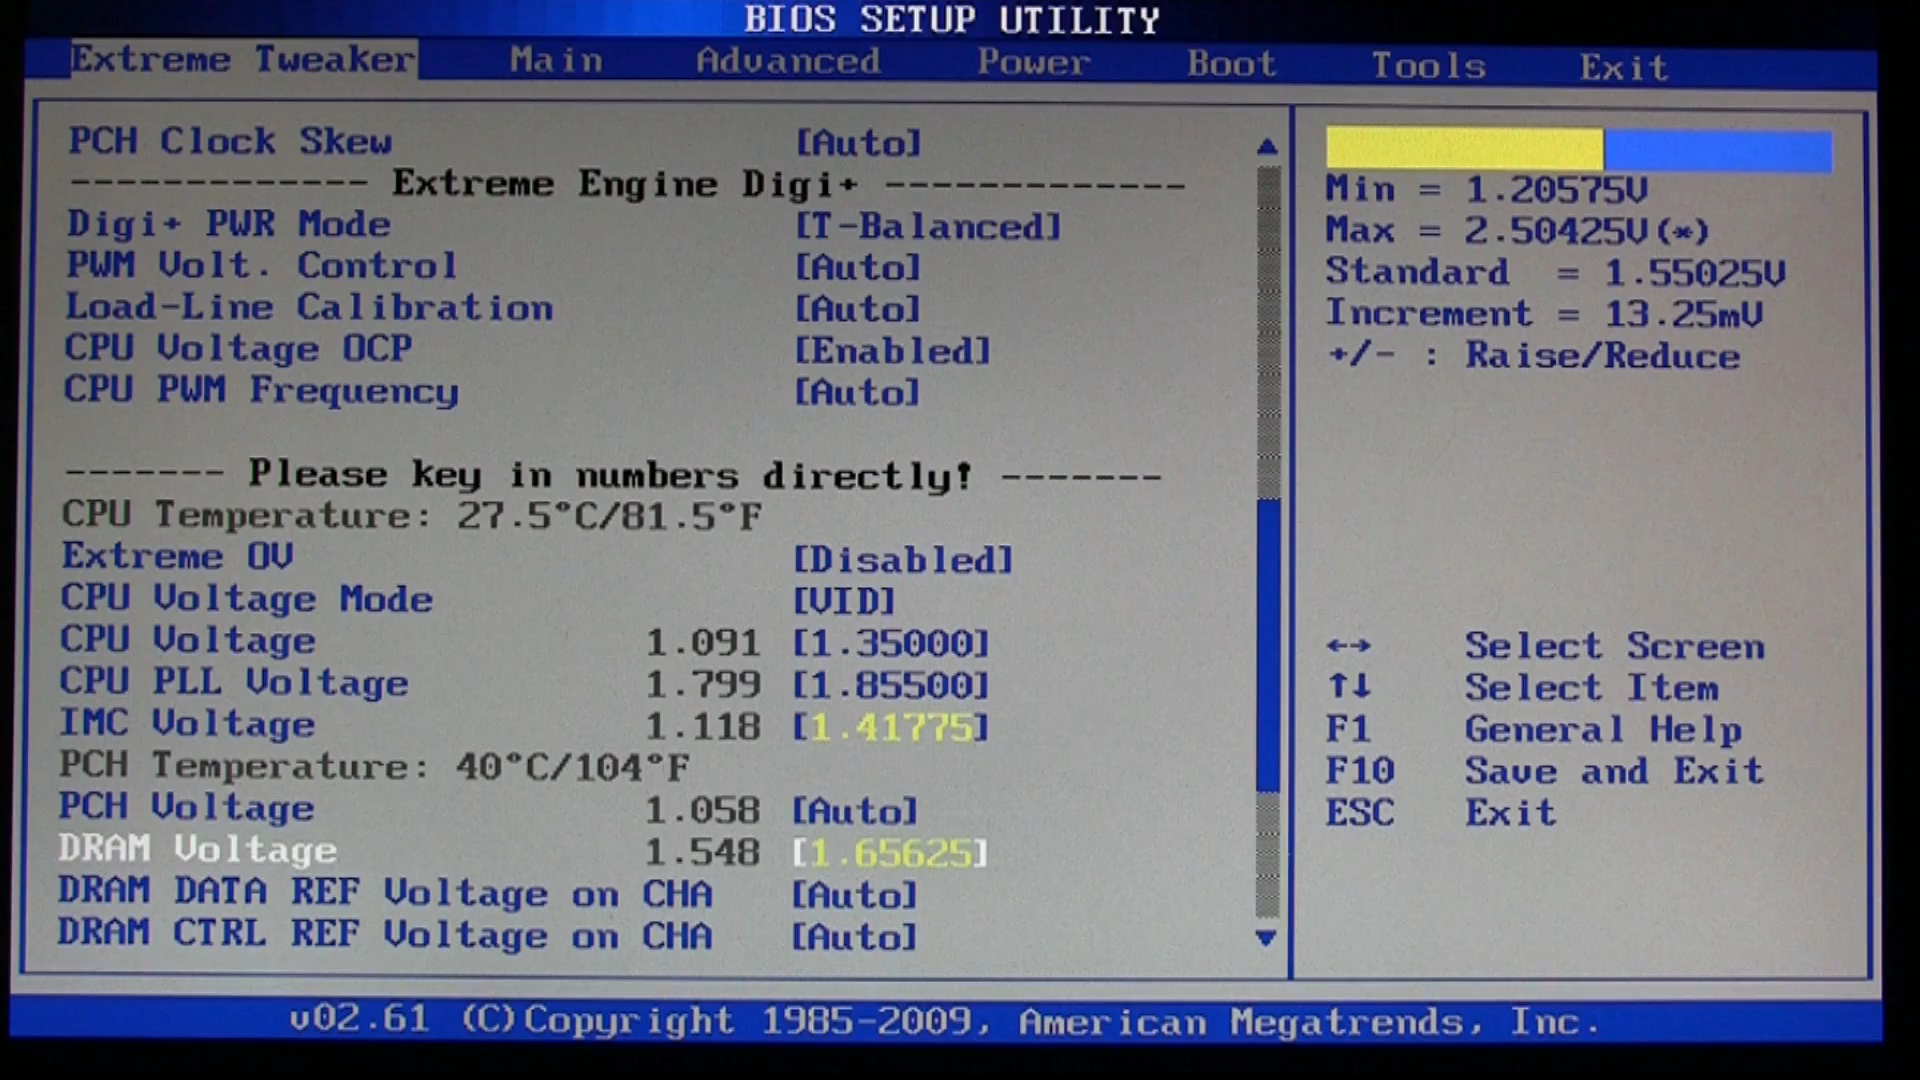 BIOS SETUP UTILITY
Extreme Tweaker Main Advanced Power Boot Tools Exit
PCH Clock Skew [Auto]
------------- Extreme Engine Digi+ -------------
Digi+ PWR Mode [T-Balanced]
PWM Volt. Control [Auto]
Load-Line Calibration [Auto]
CPU Voltage OCP [Enabled]
CPU PWM Frequency [Auto]
------- Please key in numbers directly! -------
CPU Temperature: 27.5°C/81.5°F
Extreme OV [Disabled]
CPU Voltage Mode [VID]
CPU Voltage 1.091 [1.35000]
CPU PLL Voltage 1.799 [1.85500]
IMC Voltage 1.118 [1.41775]
PCH Temperature: 40°C/104°F
PCH Voltage 1.058 [Auto]
DRAM Voltage 1.548 [1.65625]
DRAM DATA REF Voltage on CHA [Auto]
DRAM CTRL REF Voltage on CHA [Auto]
Min = 1.20575V
Max = 2.50425V(*)
Standard = 1.55025V
Increment = 13.25mV
+/- : Raise/Reduce
←→ Select Screen
↑↓ Select Item
F1 General Help
F10 Save and Exit
ESC Exit
v02.61 (C)Copyright 1985-2009, American Megatrends, Inc.